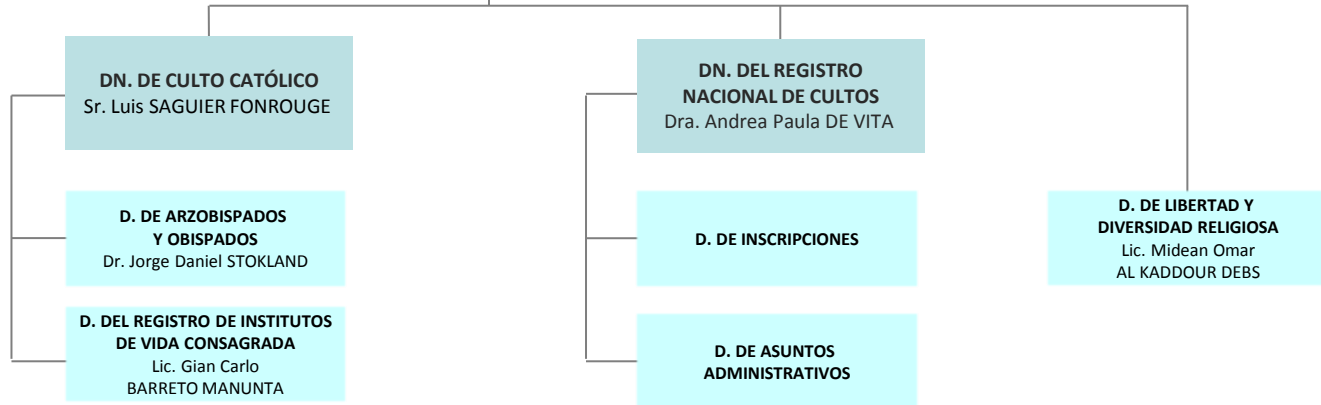 DN. DE CULTO CATÓLICO
Sr. Luis SAGUIER FONROUGE
D. DE ARZOBISPADOS
Y OBISPADOS
Dr. Jorge Daniel STOKLAND
D. DEL REGISTRO DE INSTITUTOS
DE VIDA CONSAGRADA
Lic. Gian Carlo
BARRETO MANUNTA
DN. DEL REGISTRO
NACIONAL DE CULTOS
Dra. Andrea Paula DE VITA
D. DE INSCRIPCIONES
D. DE ASUNTOS
ADMINISTRATIVOS
D. DE LIBERTAD Y
DIVERSIDAD RELIGIOSA
Lic. Midean Omar
AL KADDOUR DEBS